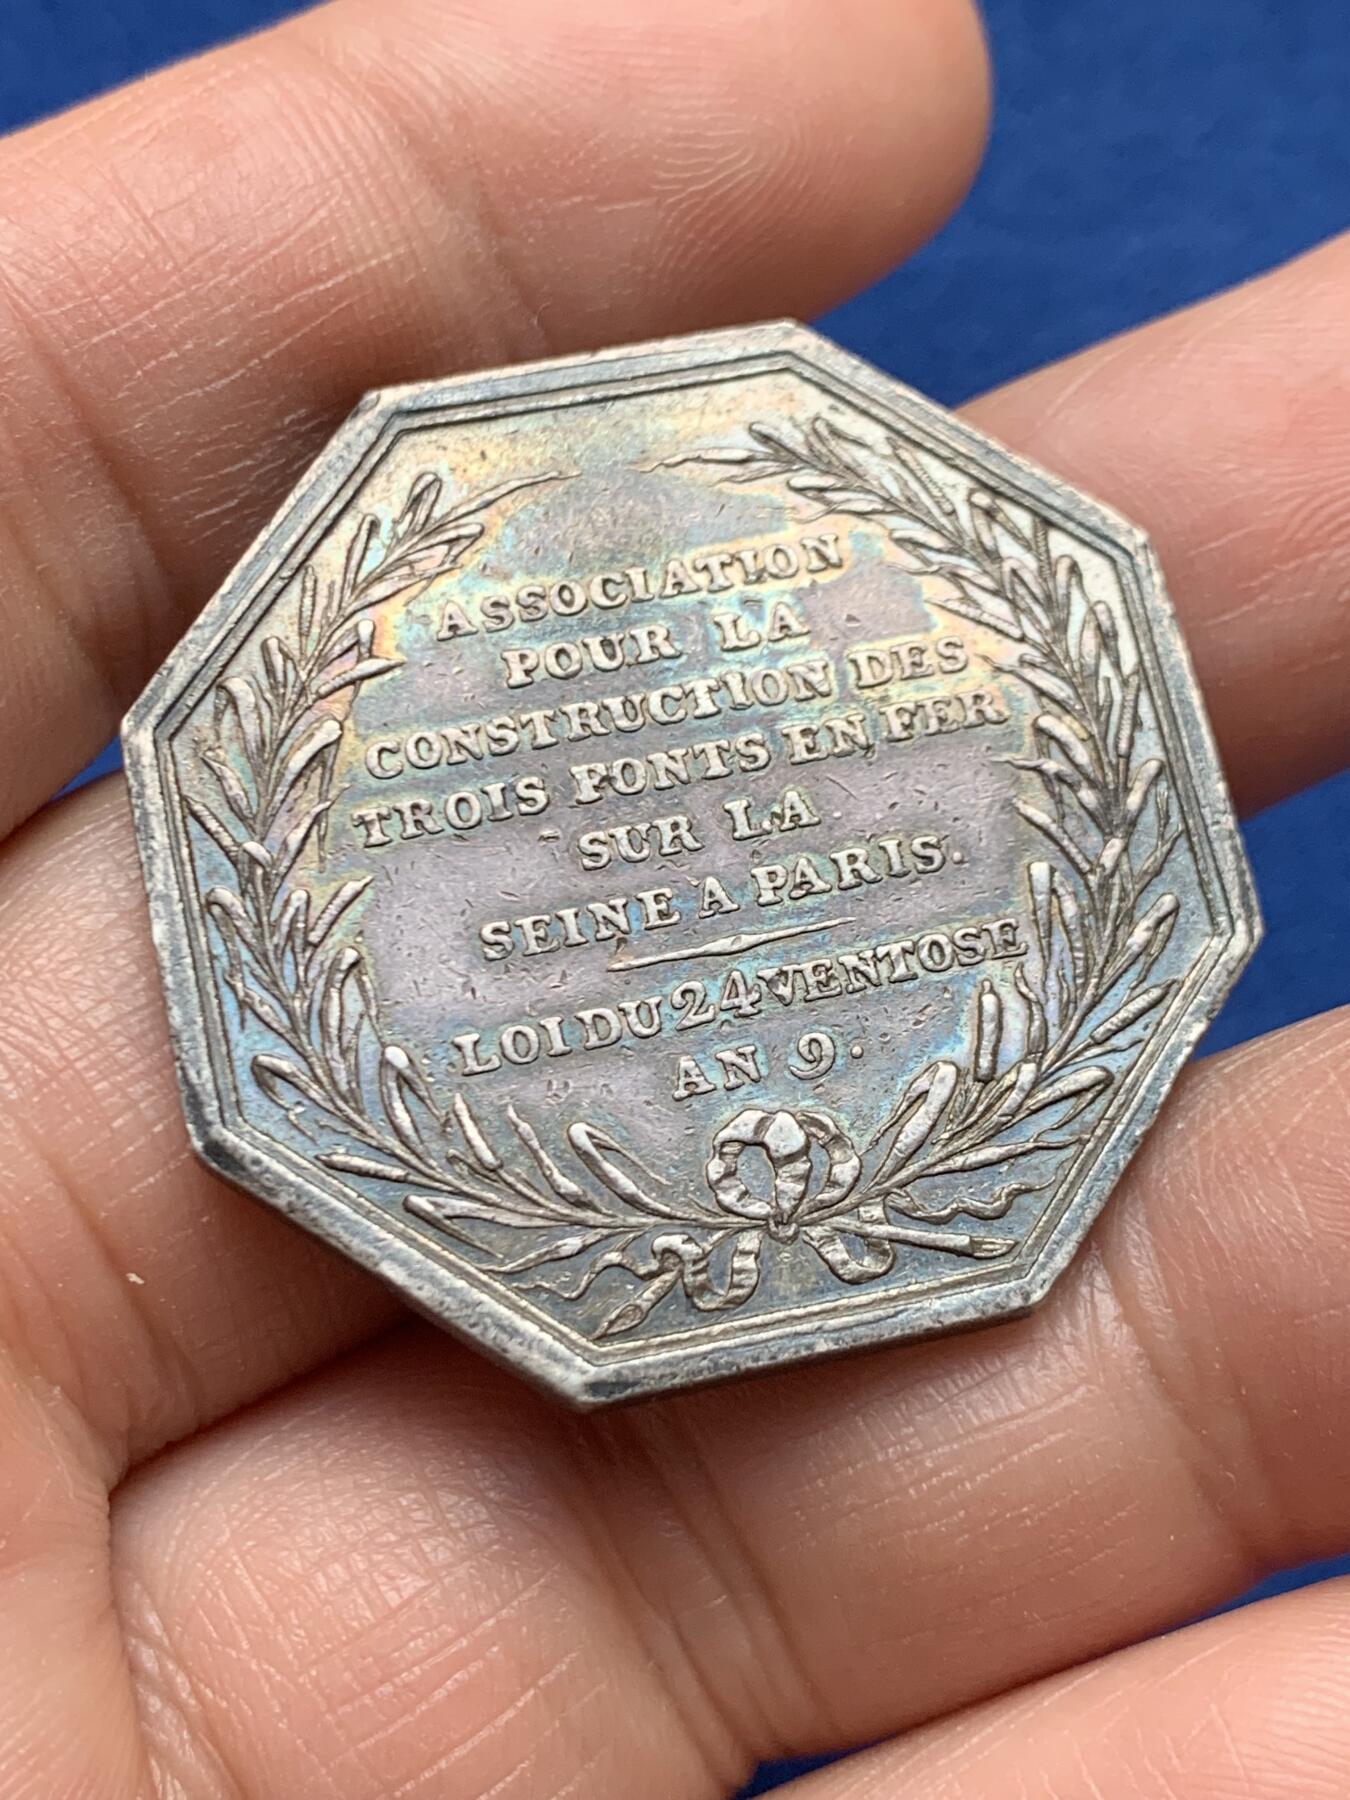 ASSOCIATION
POUR LA
CONSTRUCTION DES
TROIS PONTS EN FER
SUR LA
SEINE A PARIS.
LOI DU 24 VENTOSE
AN 9.